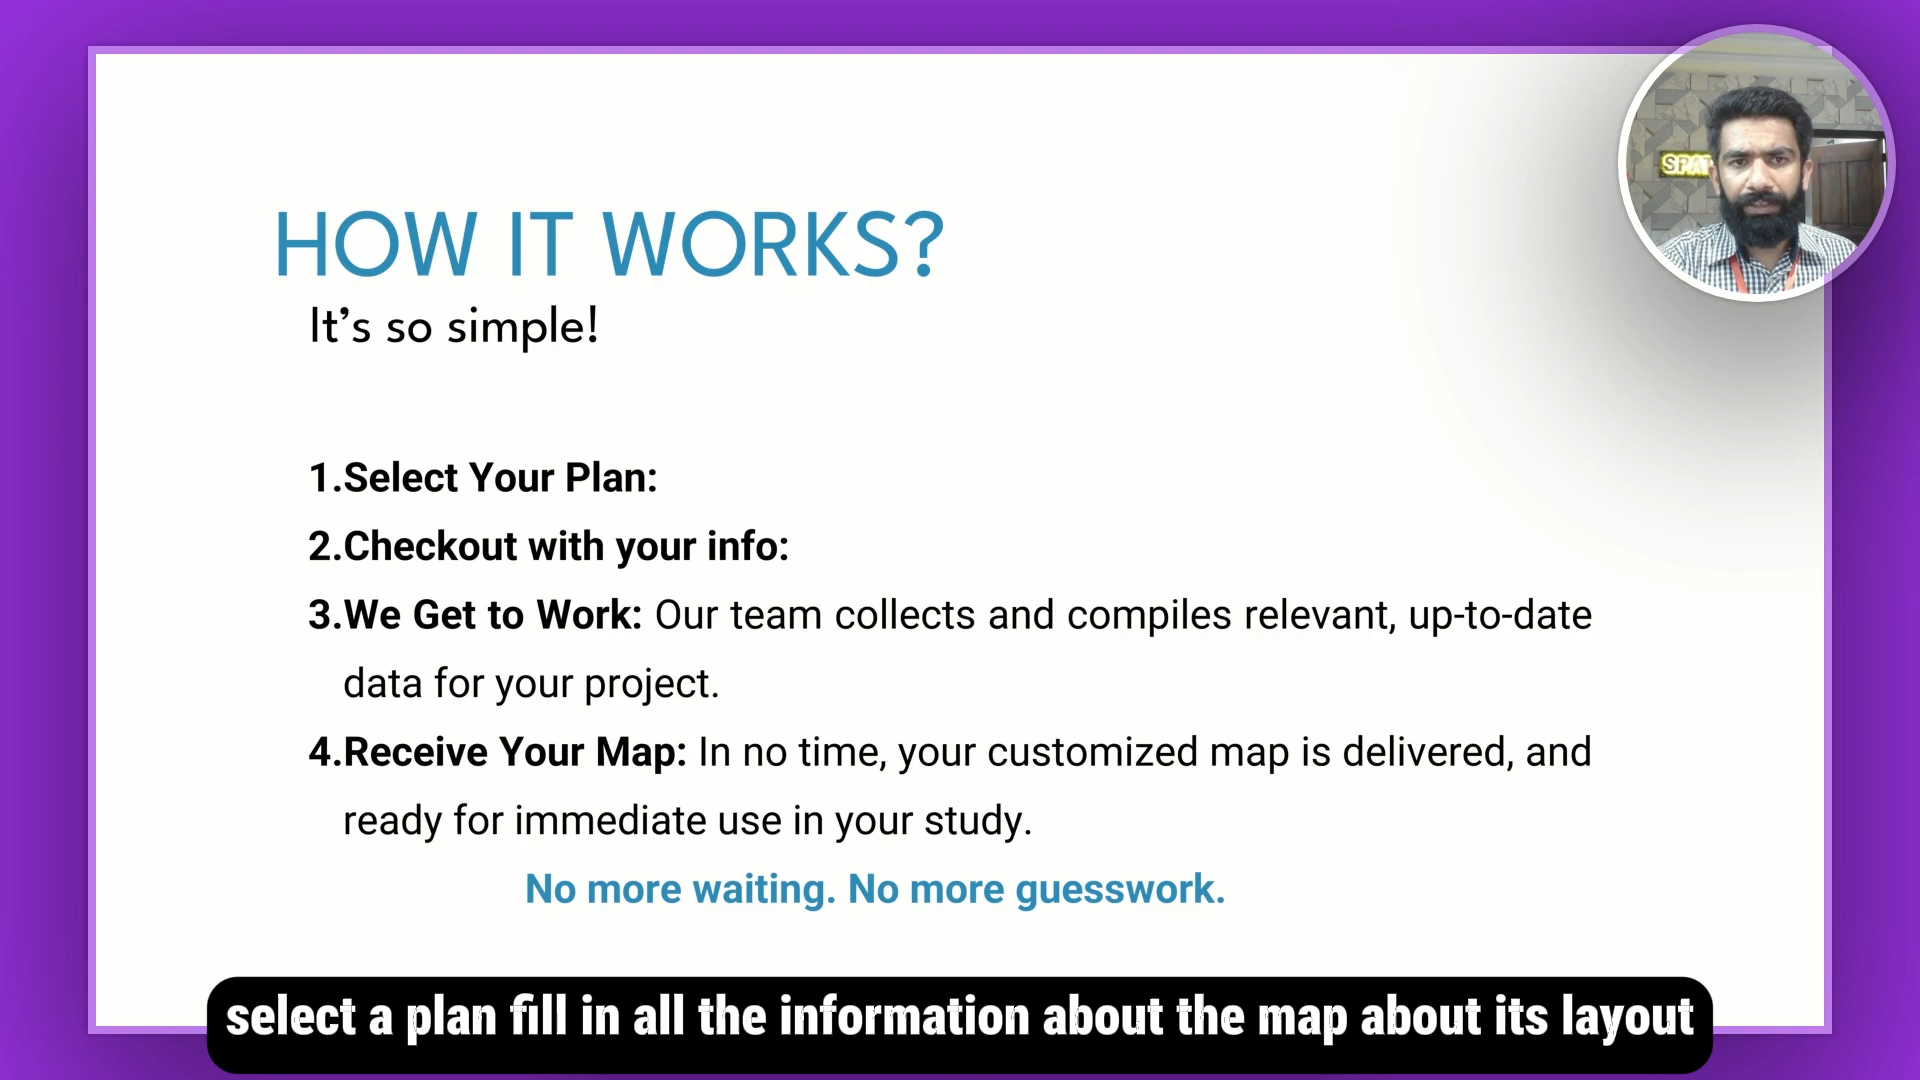 HOW IT WORKS?
It’s so simple!
1.Select Your Plan:
2.Checkout with your info:
3.We Get to Work: Our team collects and compiles relevant, up-to-date
data for your project.
4.Receive Your Map: In no time, your customized map is delivered, and
ready for immediate use in your study.
No more waiting. No more guesswork.
select a plan fill in all the information about the map about its layout